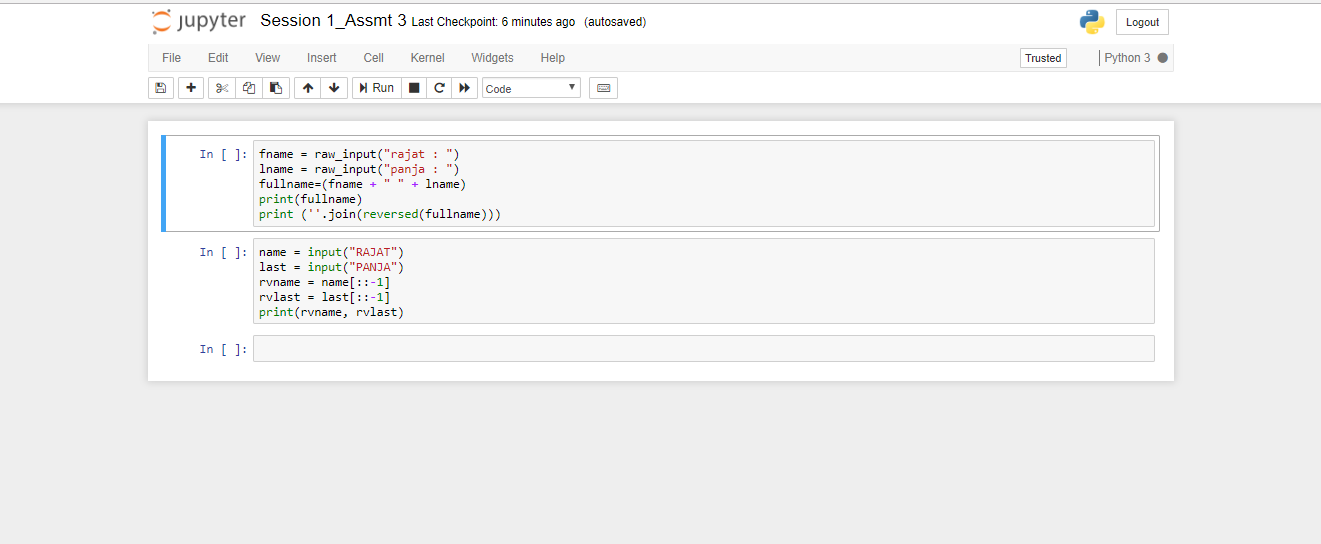 jupyter Session 1_Assmt 3 Last Checkpoint: 6 minutes ago (autosaved) Logout
File Edit View Insert Cell Kernel Widgets Help Trusted Python 3
Run Code
In [ ]: fname = raw_input("rajat : ")
lname = raw_input("panja : ")
fullname=(fname + " " + lname)
print(fullname)
print (''.join(reversed(fullname)))
In [ ]: name = input("RAJAT")
last = input("PANJA")
rvname = name[::-1]
rvlast = last[::-1]
print(rvname, rvlast)
In [ ]: